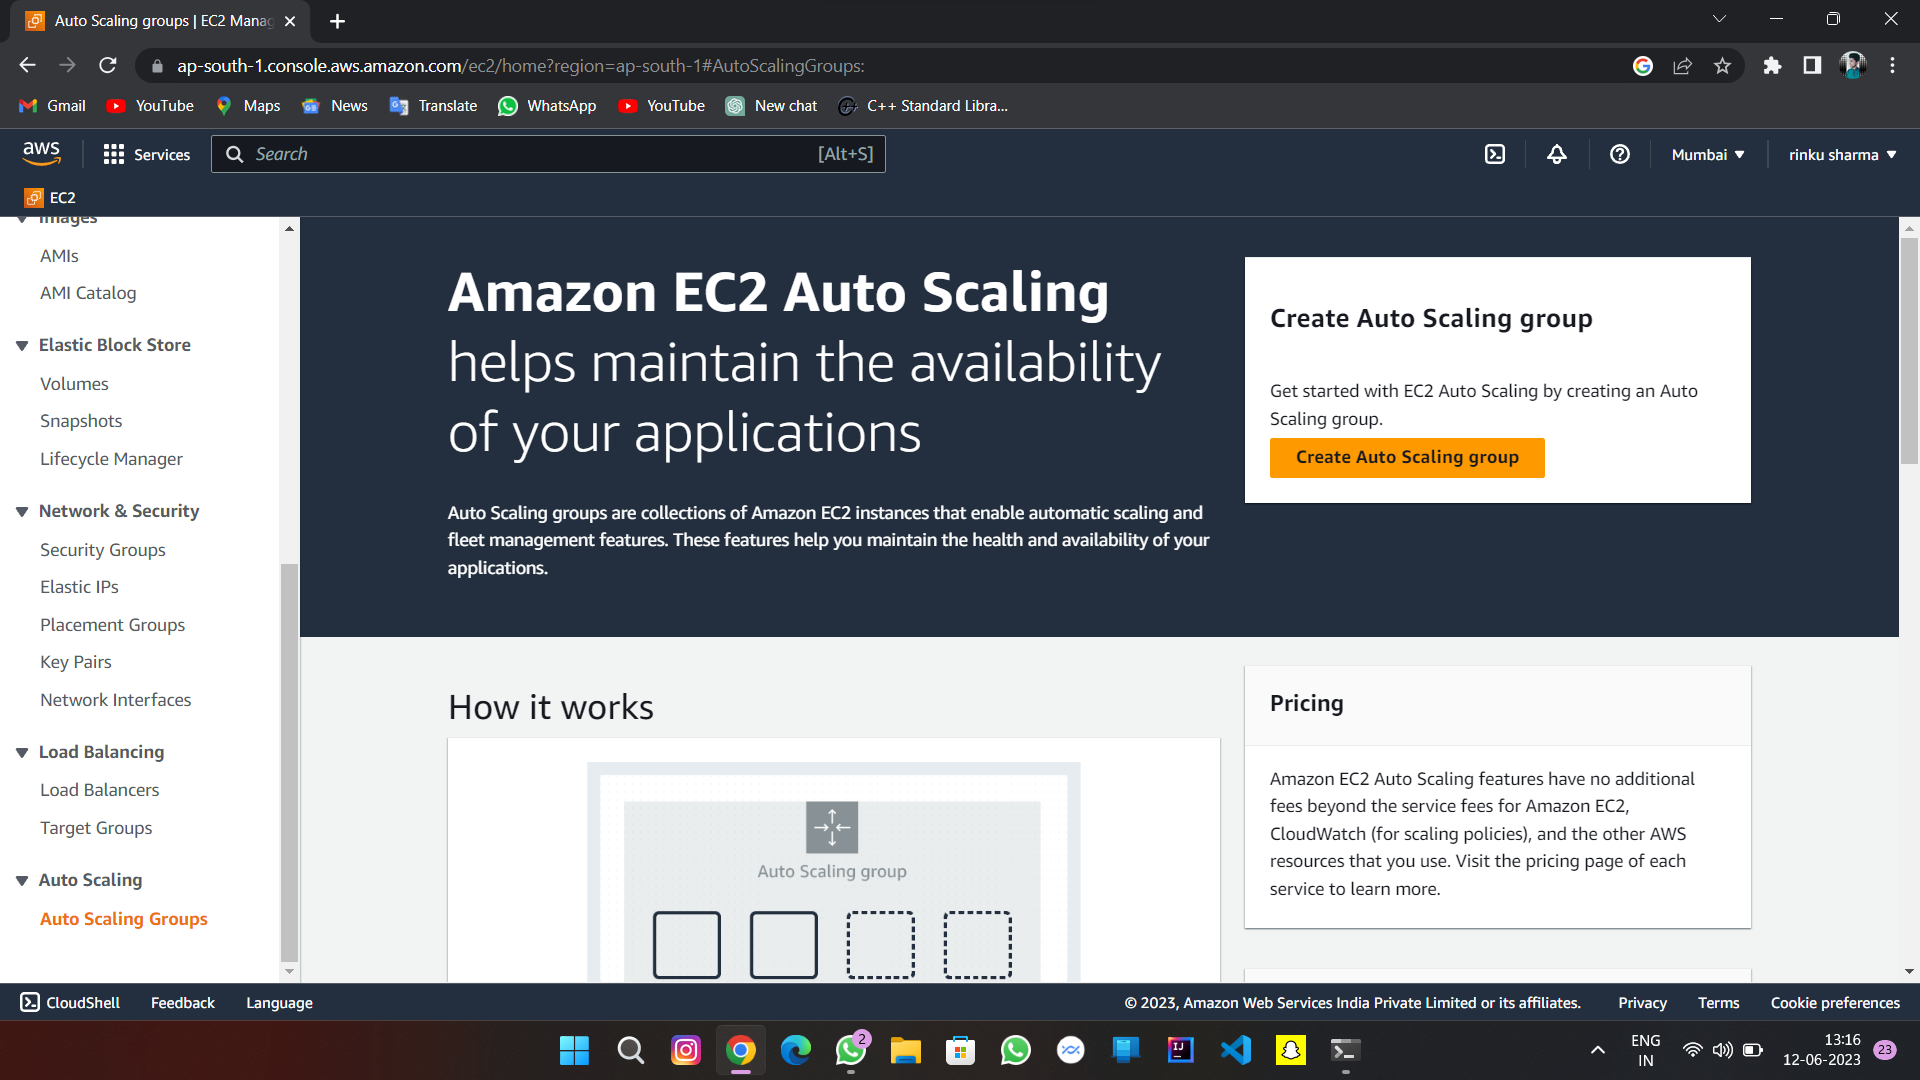 Auto Scaling groups | EC2 Manag
ap-south-1.console.aws.amazon.com/ec2/home?region=ap-south-1#AutoScalingGroups:
Gmail YouTube Maps News Translate WhatsApp YouTube New chat C++ Standard Libra...
aws Services Search [Alt+S] Mumbai rinku sharma
EC2
Images
AMIs
AMI Catalog
Elastic Block Store
Volumes
Snapshots
Lifecycle Manager
Network & Security
Security Groups
Elastic IPs
Placement Groups
Key Pairs
Network Interfaces
Load Balancing
Load Balancers
Target Groups
Auto Scaling
Auto Scaling Groups
Amazon EC2 Auto Scaling
helps maintain the availability
of your applications
Auto Scaling groups are collections of Amazon EC2 instances that enable automatic scaling and
fleet management features. These features help you maintain the health and availability of your
applications.
Create Auto Scaling group
Get started with EC2 Auto Scaling by creating an Auto
Scaling group.
Create Auto Scaling group
How it works
Auto Scaling group
Pricing
Amazon EC2 Auto Scaling features have no additional
fees beyond the service fees for Amazon EC2,
CloudWatch (for scaling policies), and the other AWS
resources that you use. Visit the pricing page of each
service to learn more.
CloudShell Feedback Language © 2023, Amazon Web Services India Private Limited or its affiliates. Privacy Terms Cookie preferences
2
IJ
ENG
IN
13:16
12-06-2023
23